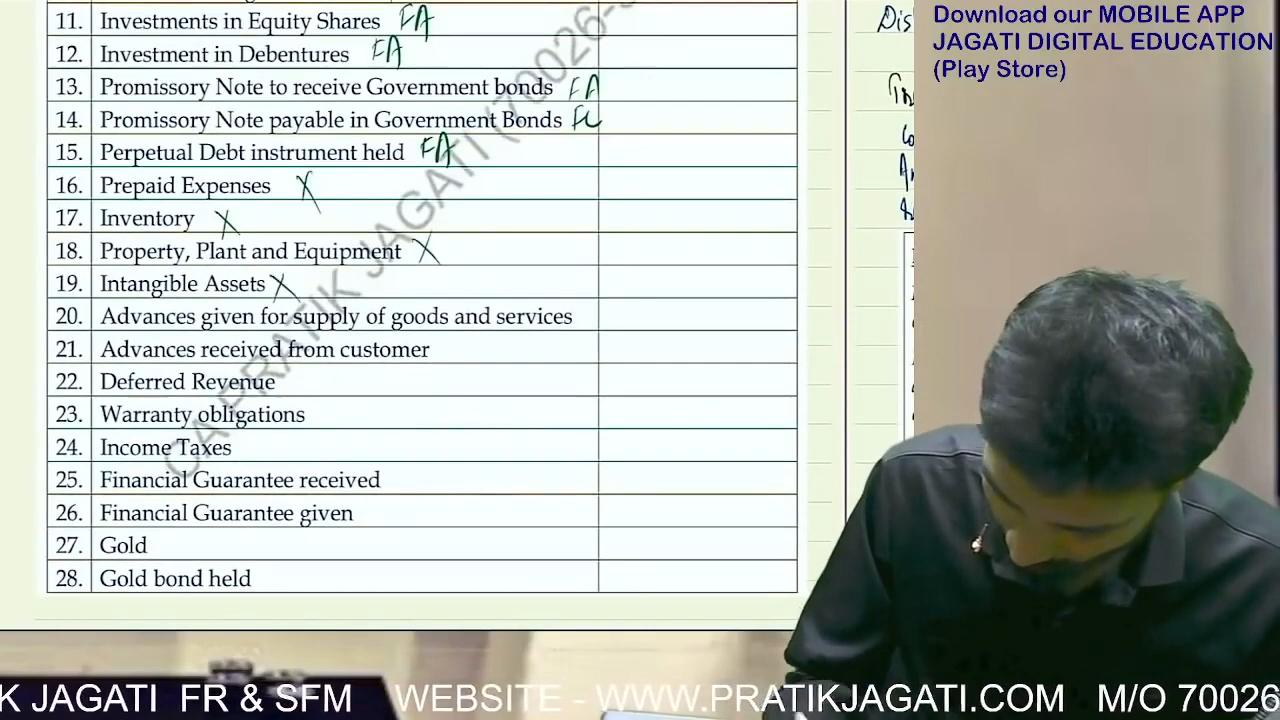 11. Investments in Equity Shares FA
12. Investment in Debentures FA
13. Promissory Note to receive Government bonds FA
14. Promissory Note payable in Government Bonds FL
15. Perpetual Debt instrument held FA
16. Prepaid Expenses X
17. Inventory X
18. Property, Plant and Equipment X
19. Intangible Assets X
20. Advances given for supply of goods and services
21. Advances received from customer
22. Deferred Revenue
23. Warranty obligations
24. Income Taxes
25. Financial Guarantee received
26. Financial Guarantee given
27. Gold
28. Gold bond held
CA PRATIK JAGATI (70026-
Dis
Download our MOBILE APP
JAGATI DIGITAL EDUCATION
(Play Store)
K JAGATI FR & SFM WEBSITE - WWW.PRATIKJAGATI.COM M/O 70026